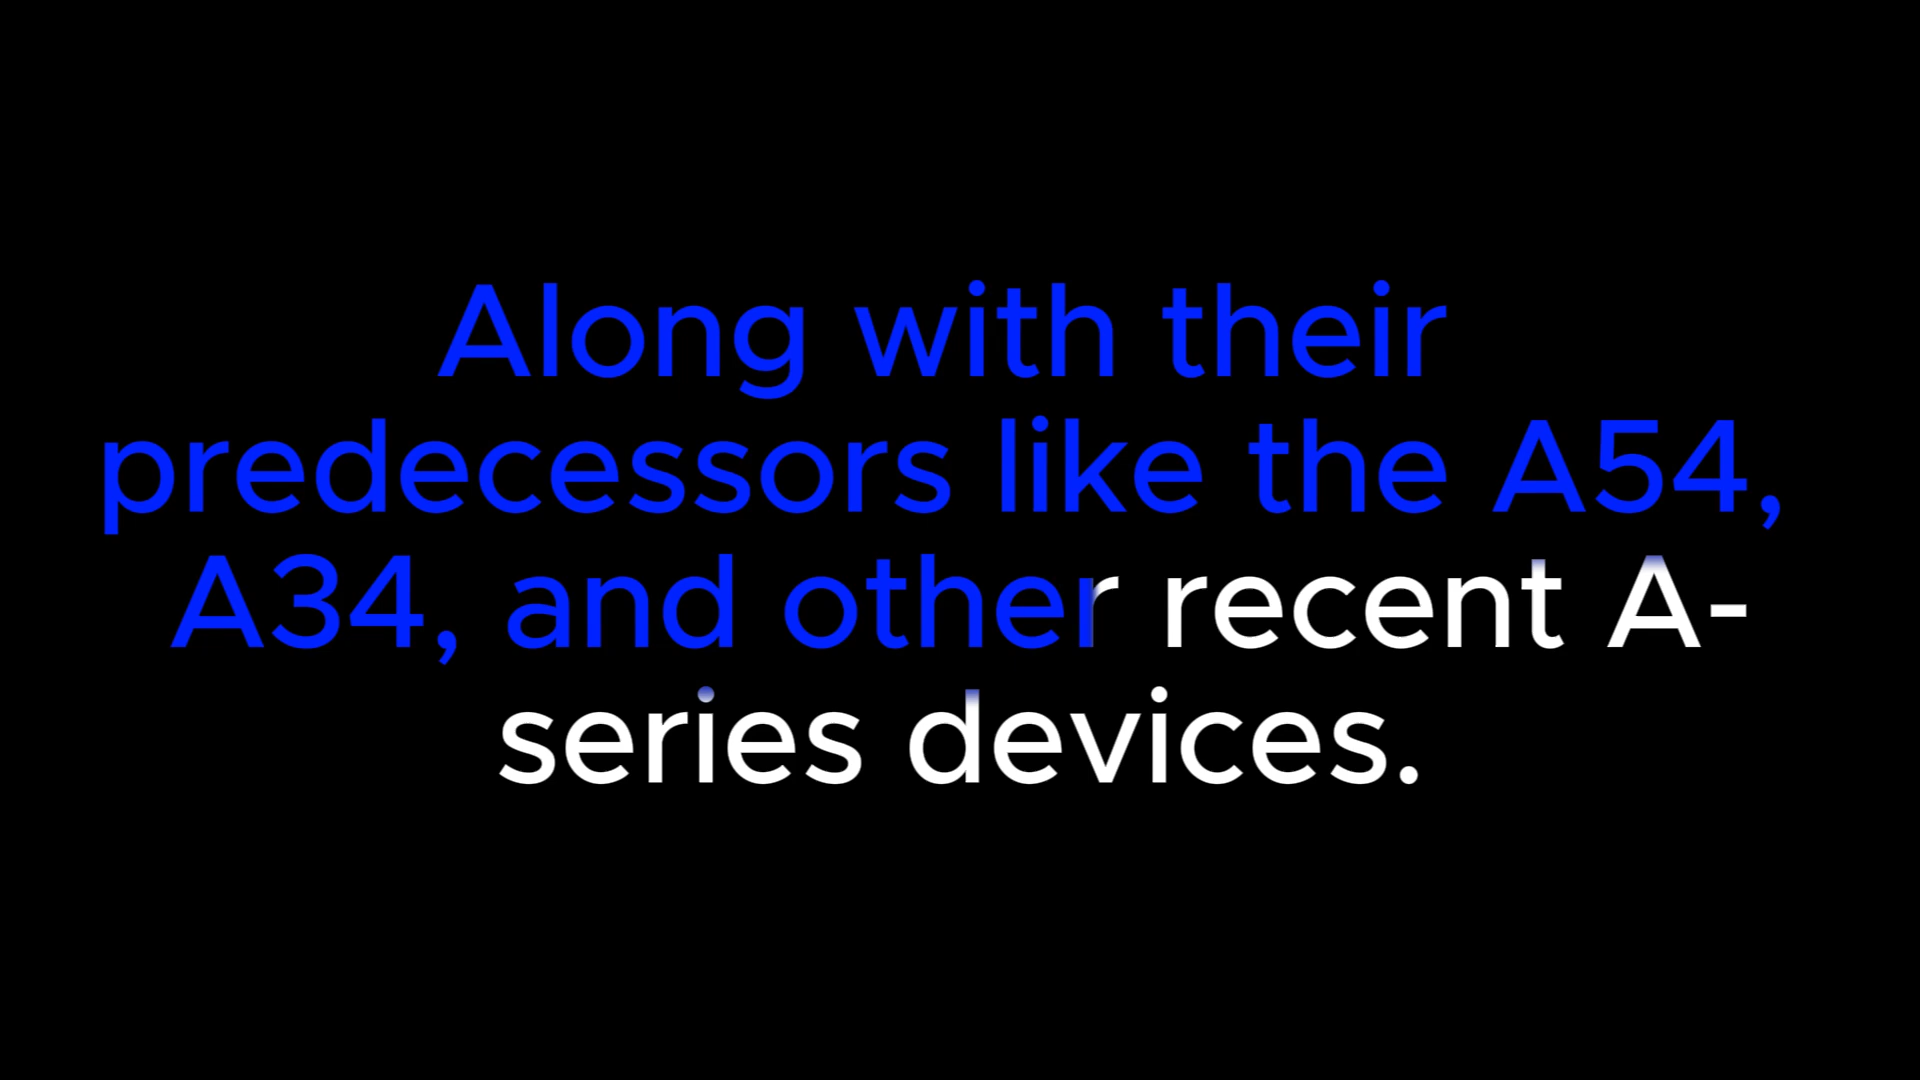 Along with their
predecessors like the A54,
A34, and other recent A-
series devices.